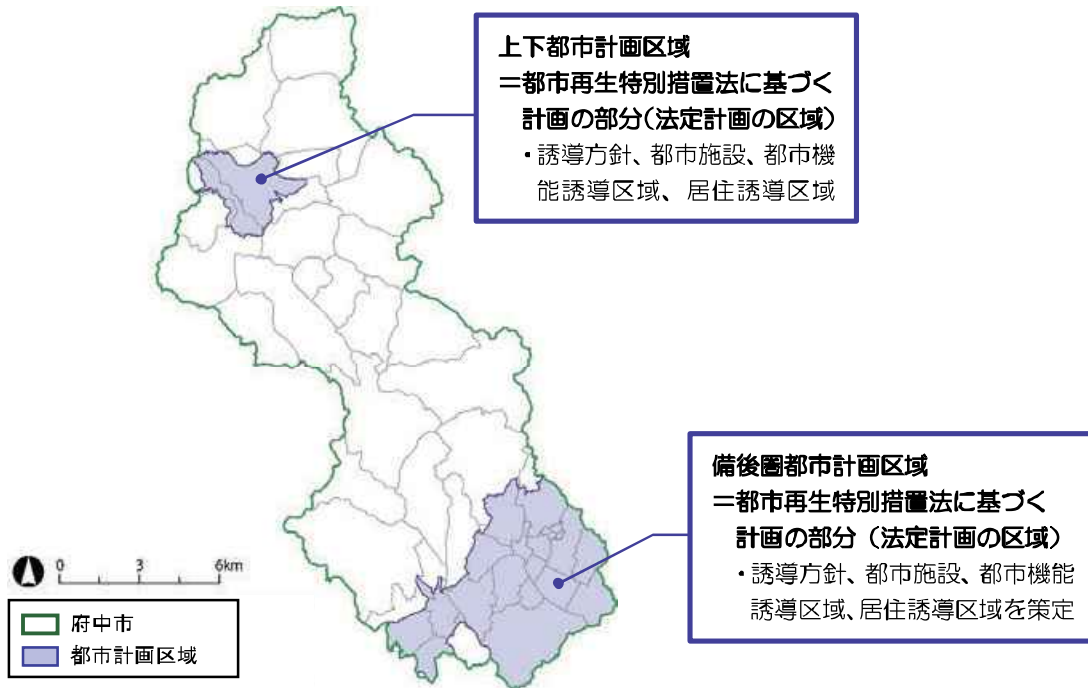 上下都市計画区域
＝都市再生特別措置法に基づく
計画の部分(法定計画の区域)
・誘導方針、都市施設、都市機
能誘導区域、居住誘導区域
備後圏都市計画区域
＝都市再生特別措置法に基づく
計画の部分（法定計画の区域）
・誘導方針、都市施設、都市機能
誘導区域、居住誘導区域を策定
0 3 6km
府中市
都市計画区域